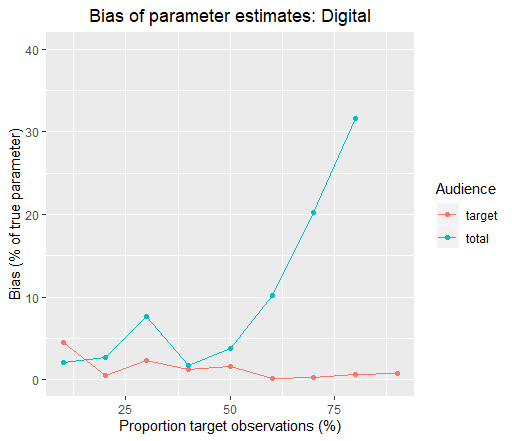 Bias of parameter estimates: Digital
Bias (% of true parameter)
40
30
20
10
0
25 50 75
Proportion target observations (%)
Audience
target
total